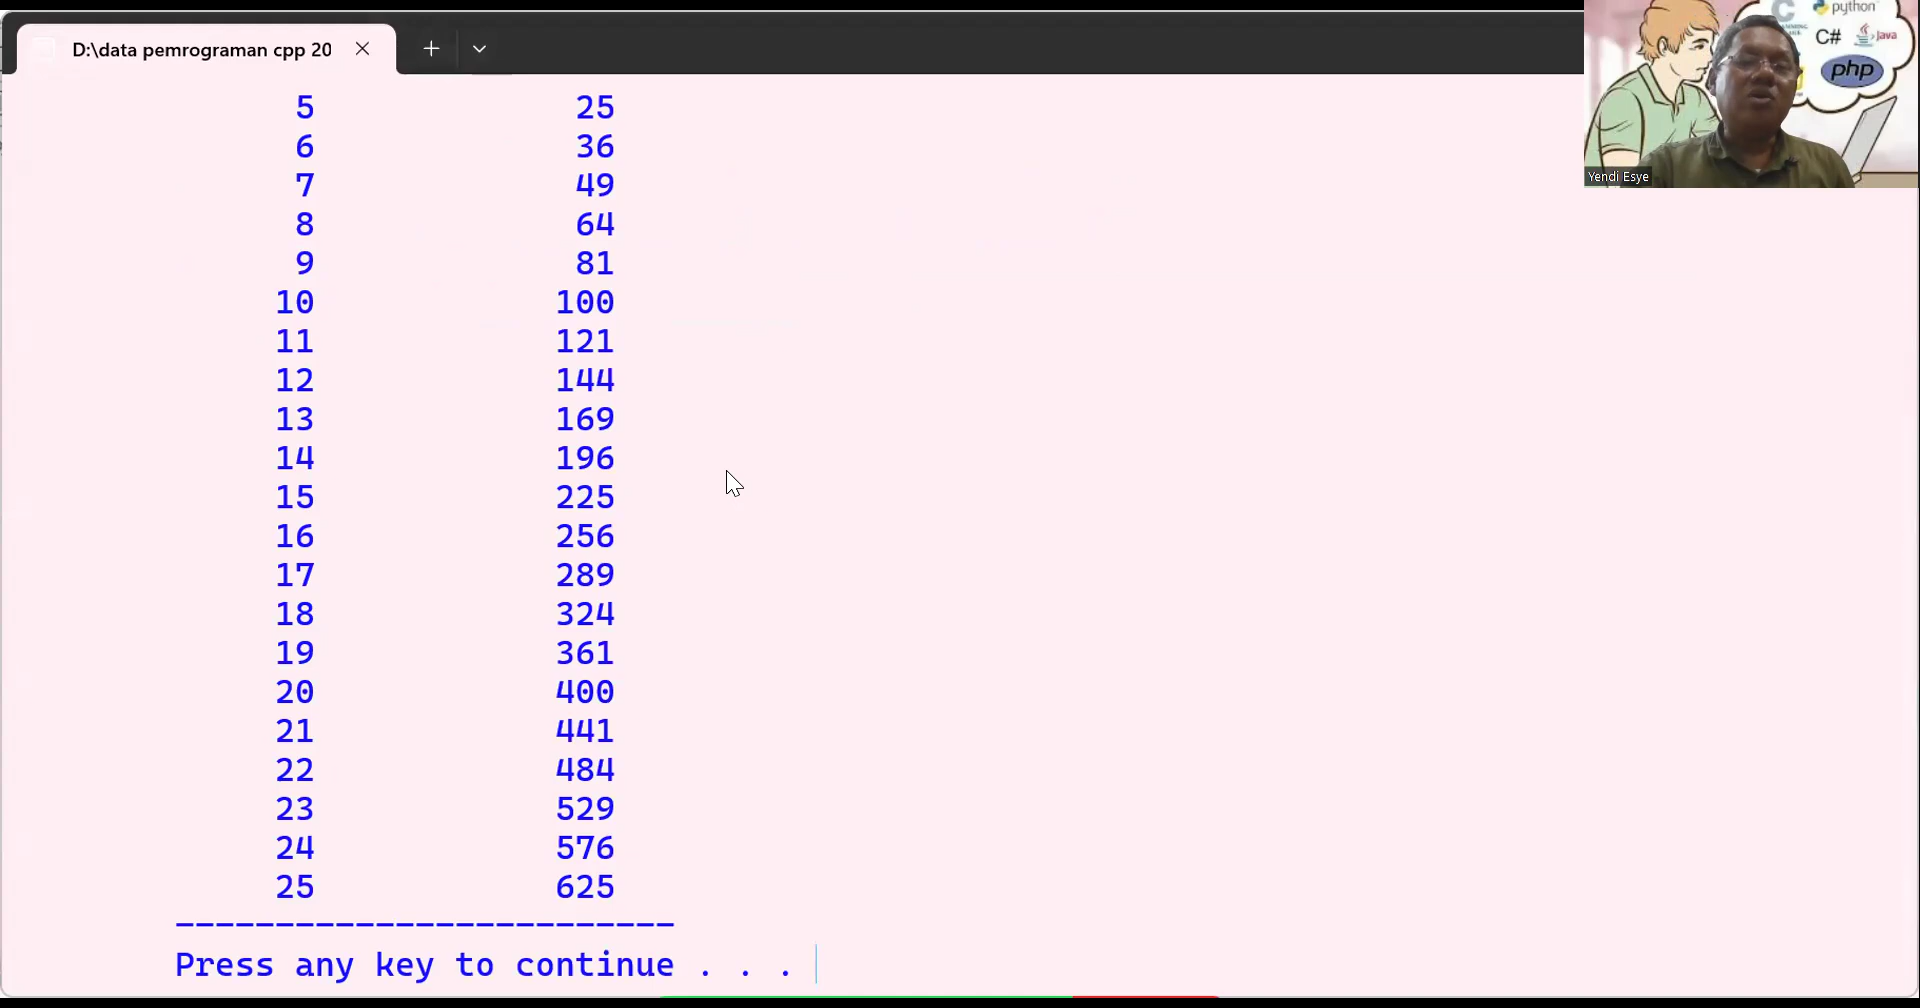 D:\data pemrograman cpp 20
5 25
6 36
7 49
8 64
9 81
10 100
11 121
12 144
13 169
14 196
15 225
16 256
17 289
18 324
19 361
20 400
21 441
22 484
23 529
24 576
25 625
-------------------------
Press any key to continue . . .
C
python
C#
Java
php
Yendi Esye